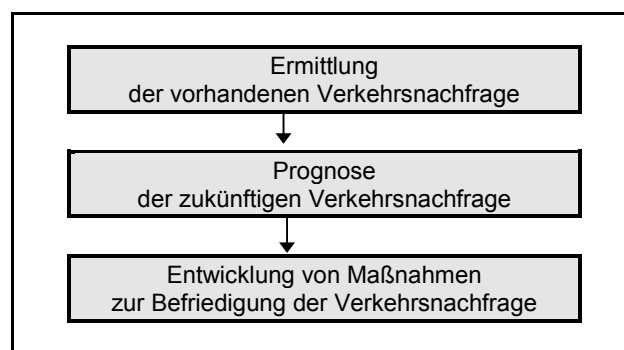 Ermittlung
der vorhandenen Verkehrsnachfrage
Prognose
der zukünftigen Verkehrsnachfrage
Entwicklung von Maßnahmen
zur Befriedigung der Verkehrsnachfrage